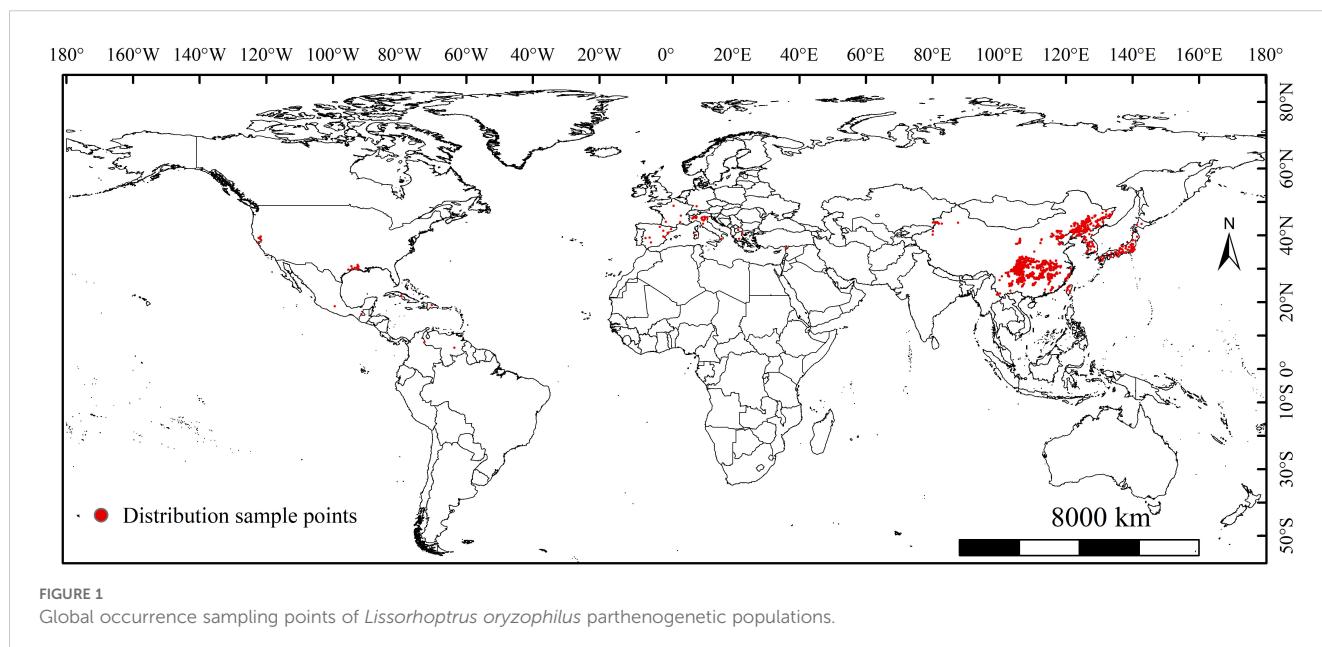 180° 160°W 140°W 120°W 100°W 80°W 60°W 40°W 20°W 0° 20°E 40°E 60°E 80°E 100°E 120°E 140°E 160°E 180°
80°N
60°N
40°N
20°N
0°
10°S
30°S
50°S
N
Distribution sample points
8000 km
FIGURE 1
Global occurrence sampling points of Lissorhoptrus oryzophilus parthenogenetic populations.